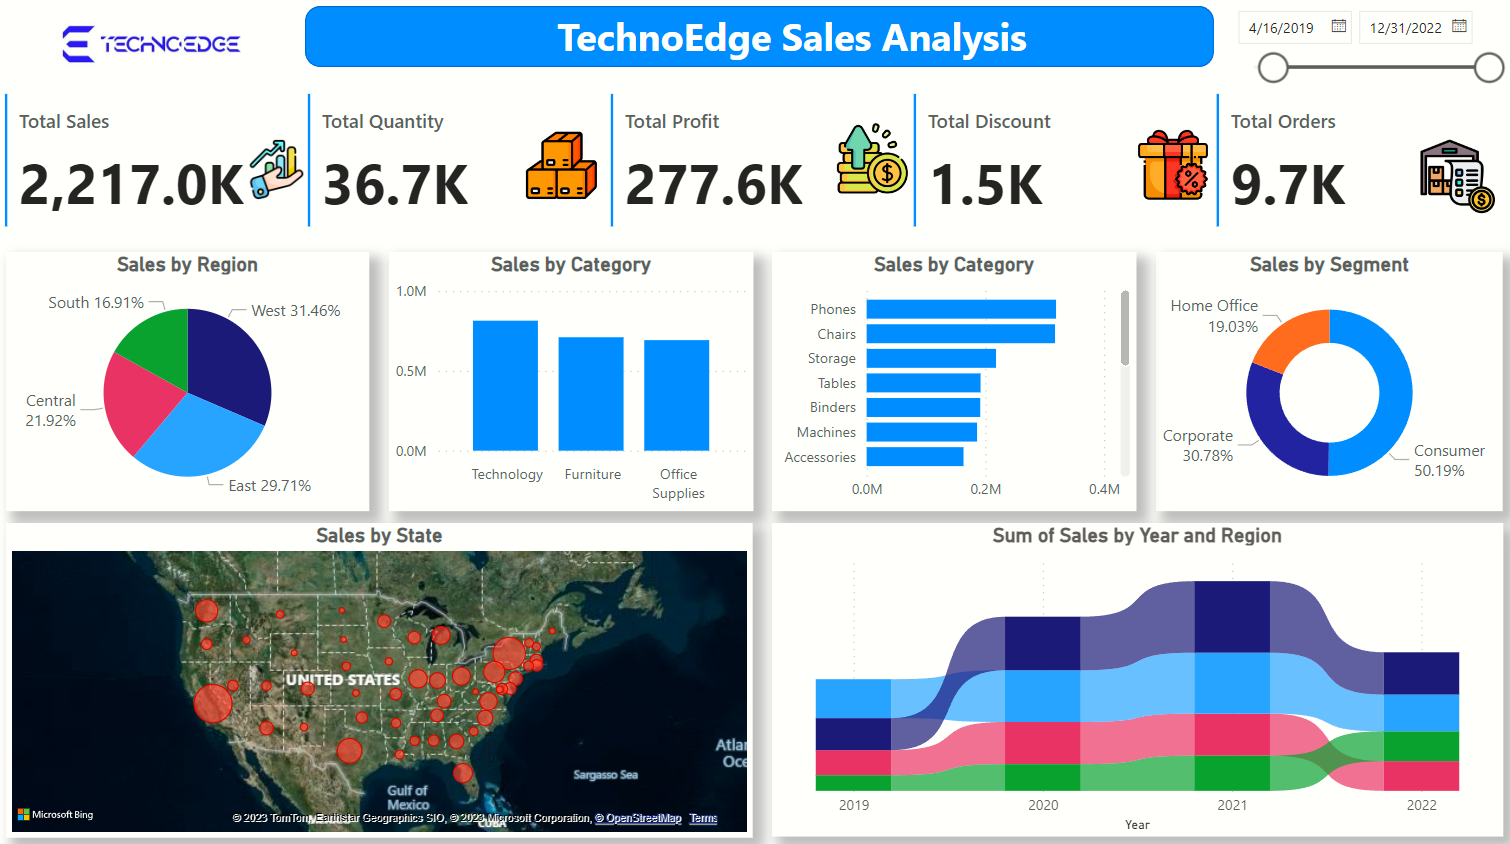 TECHNO-EDGE
TechnoEdge Sales Analysis
4/16/2019
12/31/2022
Total Sales
2,217.0K
Total Quantity
36.7K
Total Profit
277.6K
Total Discount
1.5K
Total Orders
9.7K
Sales by Region
South 16.91%
West 31.46%
Central
21.92%
East 29.71%
Sales by Category
1.0M
0.5M
0.0M
Technology
Furniture
Office
Supplies
Sales by Category
Phones
Chairs
Storage
Tables
Binders
Machines
Accessories
0.0M
0.2M
0.4M
Sales by Segment
Home Office
19.03%
Corporate
30.78%
Consumer
50.19%
Sales by State
UNITED STATES
Atlan
Oce
Sargasso Sea
Gulf of
Mexico
CUBA
Microsoft Bing
© 2023 TomTom, Earthstar Geographics SIO, © 2023 Microsoft Corporation, © OpenStreetMap Terms
Sum of Sales by Year and Region
2019
2020
2021
2022
Year